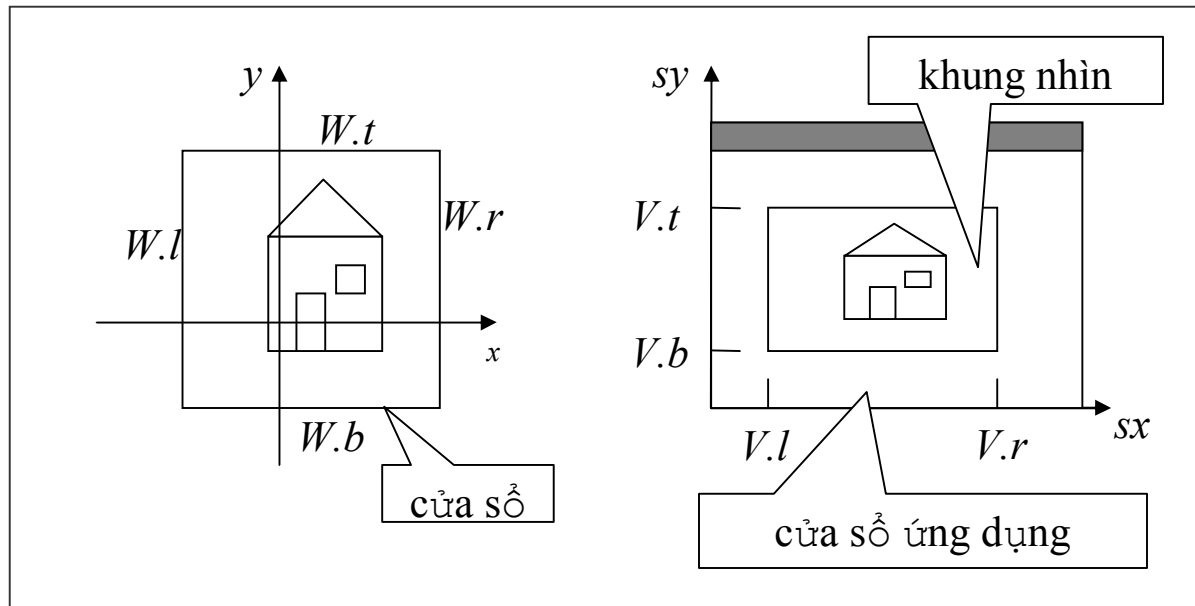 y
W.t
W.l
W.r
x
W.b
cửa sổ
sy
khung nhìn
V.t
V.b
V.l
V.r
sx
cửa sổ ứng dụng